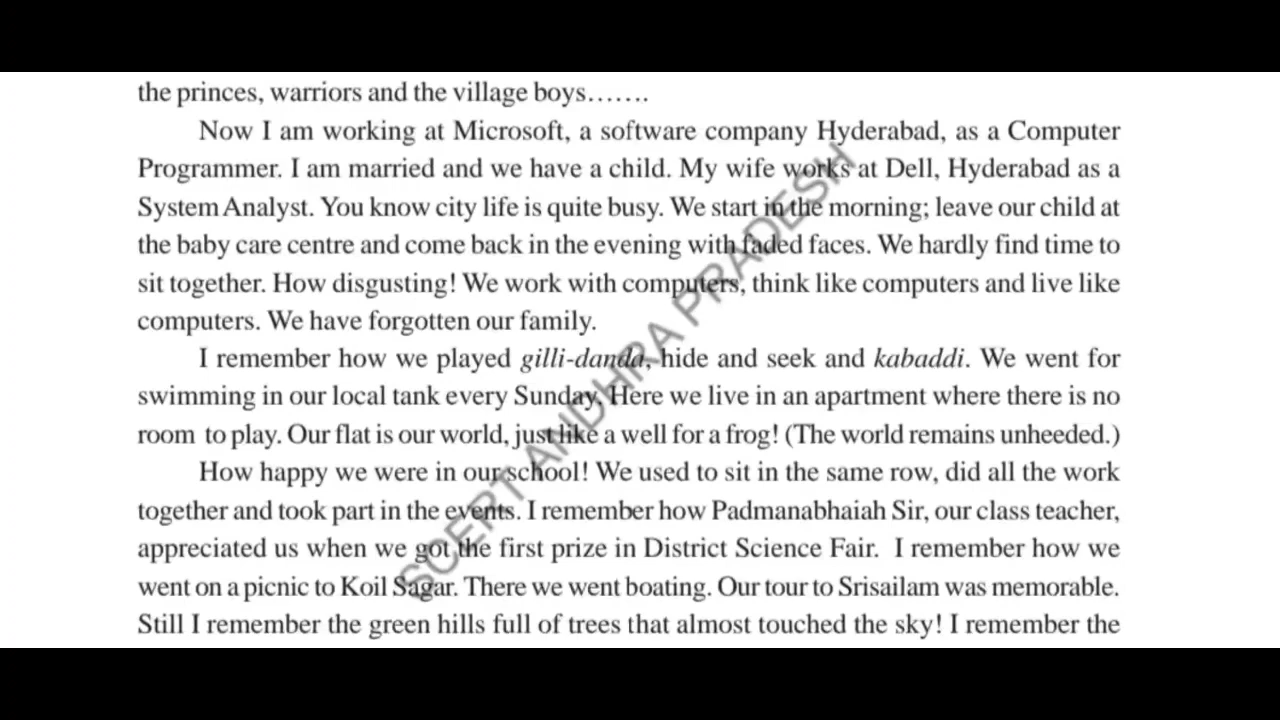 the princes, warriors and the village boys…….
Now I am working at Microsoft, a software company Hyderabad, as a Computer
Programmer. I am married and we have a child. My wife works at Dell, Hyderabad as a
System Analyst. You know city life is quite busy. We start in the morning; leave our child at
the baby care centre and come back in the evening with faded faces. We hardly find time to
sit together. How disgusting! We work with computers, think like computers and live like
computers. We have forgotten our family.
I remember how we played gilli-danda, hide and seek and kabaddi. We went for
swimming in our local tank every Sunday. Here we live in an apartment where there is no
room to play. Our flat is our world, just like a well for a frog! (The world remains unheeded.)
How happy we were in our school! We used to sit in the same row, did all the work
together and took part in the events. I remember how Padmanabhaiah Sir, our class teacher,
appreciated us when we got the first prize in District Science Fair. I remember how we
went on a picnic to Koil Sagar. There we went boating. Our tour to Srisailam was memorable.
Still I remember the green hills full of trees that almost touched the sky! I remember the
SCERT ANDHRA PRADESH